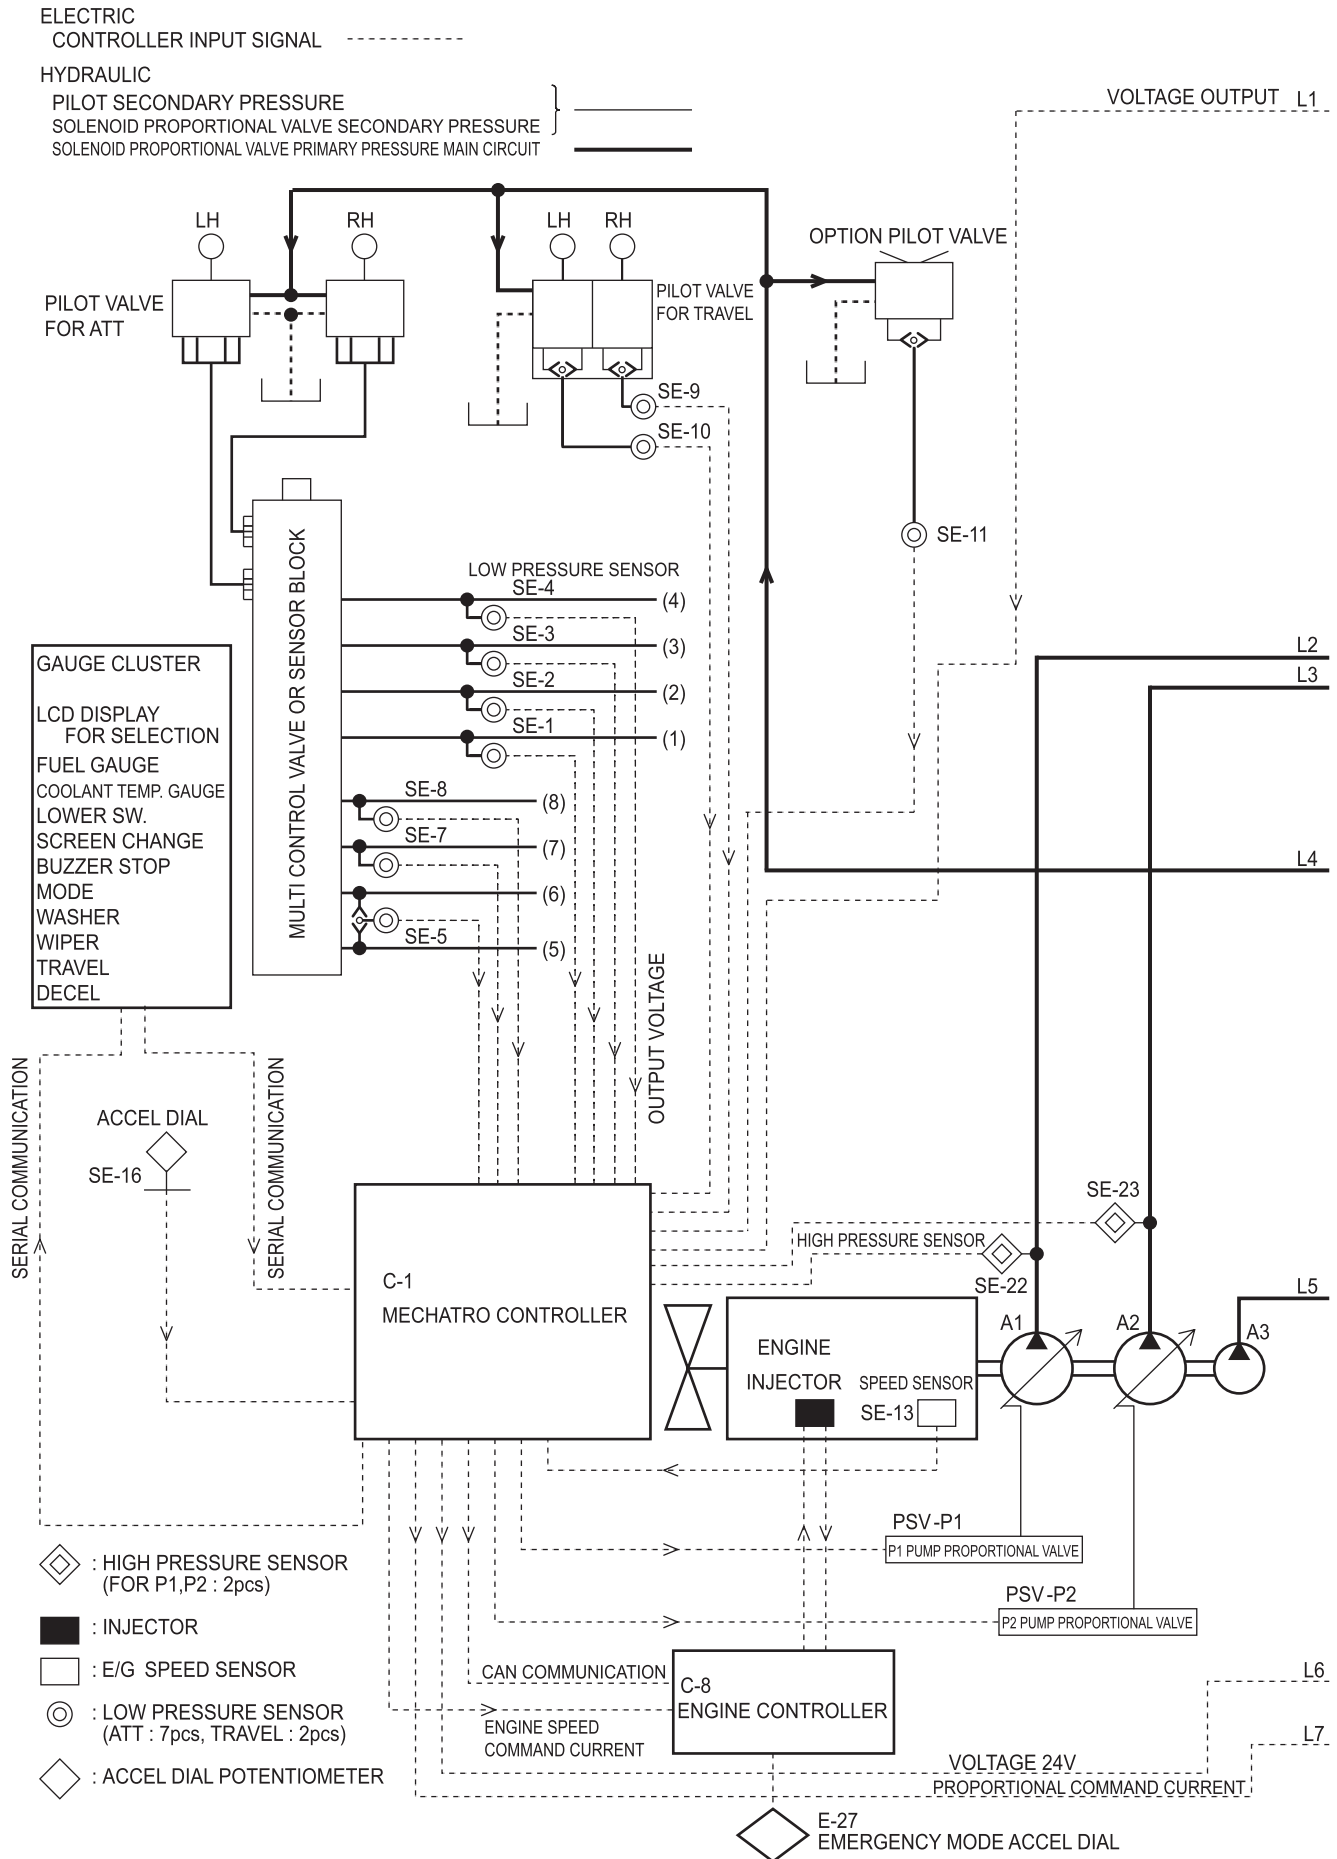 ELECTRIC
CONTROLLER INPUT SIGNAL
HYDRAULIC
PILOT SECONDARY PRESSURE
SOLENOID PROPORTIONAL VALVE SECONDARY PRESSURE
SOLENOID PROPORTIONAL VALVE PRIMARY PRESSURE MAIN CIRCUIT
VOLTAGE OUTPUT L1
LH
RH
LH
RH
OPTION PILOT VALVE
PILOT VALVE
FOR ATT
PILOT VALVE
FOR TRAVEL
SE-9
SE-10
SE-11
MULTI CONTROL VALVE OR SENSOR BLOCK
LOW PRESSURE SENSOR
SE-4
(4)
SE-3
(3)
SE-2
(2)
SE-1
(1)
SE-8
(8)
SE-7
(7)
(6)
SE-5
(5)
L2
L3
L4
GAUGE CLUSTER
LCD DISPLAY
FOR SELECTION
FUEL GAUGE
COOLANT TEMP. GAUGE
LOWER SW.
SCREEN CHANGE
BUZZER STOP
MODE
WASHER
WIPER
TRAVEL
DECEL
OUTPUT VOLTAGE
SERIAL COMMUNICATION
SERIAL COMMUNICATION
ACCEL DIAL
SE-16
C-1
MECHATRO CONTROLLER
SE-23
HIGH PRESSURE SENSOR
SE-22
L5
A1
A2
A3
ENGINE
INJECTOR
SPEED SENSOR
SE-13
PSV-P1
P1 PUMP PROPORTIONAL VALVE
PSV-P2
P2 PUMP PROPORTIONAL VALVE
: HIGH PRESSURE SENSOR
(FOR P1,P2 : 2pcs)
: INJECTOR
: E/G SPEED SENSOR
: LOW PRESSURE SENSOR
(ATT : 7pcs, TRAVEL : 2pcs)
: ACCEL DIAL POTENTIOMETER
CAN COMMUNICATION
C-8
ENGINE CONTROLLER
ENGINE SPEED
COMMAND CURRENT
L6
L7
VOLTAGE 24V
PROPORTIONAL COMMAND CURRENT
E-27
EMERGENCY MODE ACCEL DIAL